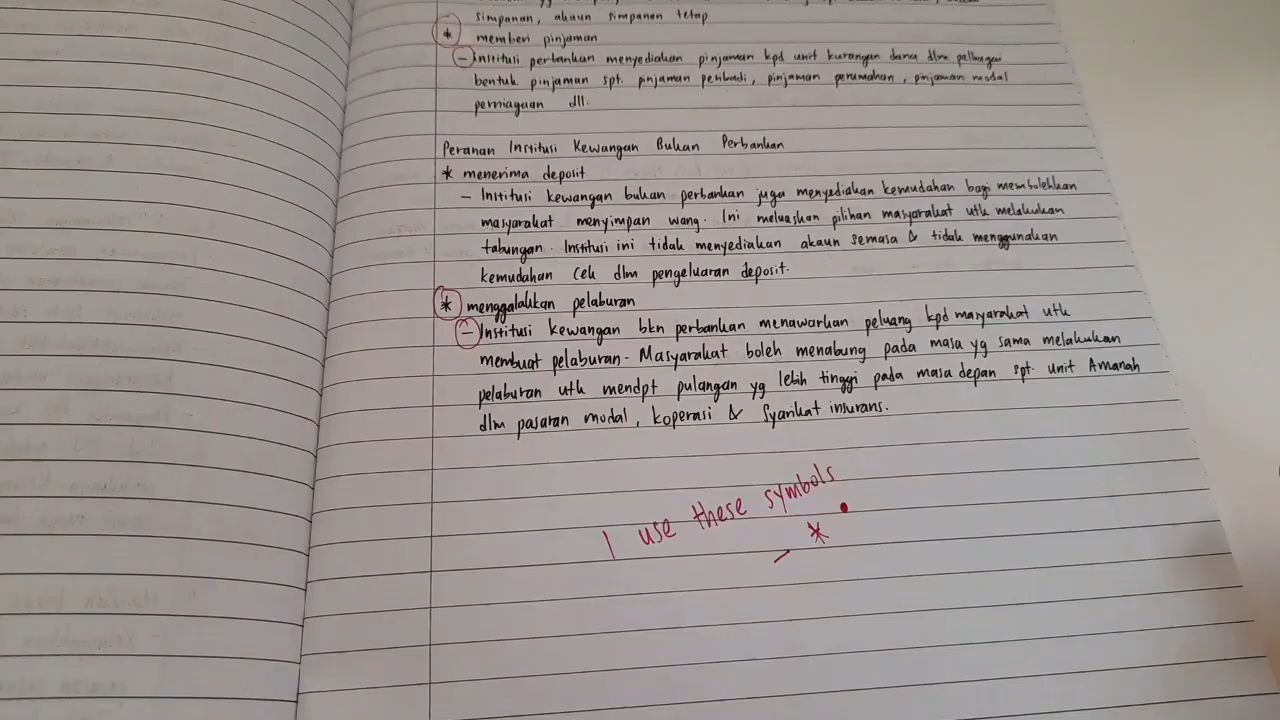 simpanan, akaun simpanan tetap
* memberi pinjaman
- Institusi perbankan menyediakan pinjaman kpd unit kurangan dana dlm pelbagai
bentuk pinjaman spt. pinjaman peribadi, pinjaman perumahan, pinjaman modal
perniagaan dll.
Peranan Institusi Kewangan Bukan Perbankan
* menerima deposit
- Institusi kewangan bukan perbankan juga menyediakan kemudahan bagi membolehkan
masyarakat menyimpan wang. Ini meluaskan pilihan masyarakat utk melakukan
tabungan. Institusi ini tidak menyediakan akaun semasa & tidak menggunakan
kemudahan cek dlm pengeluaran deposit.
* menggalakkan pelaburan
- Institusi kewangan bkn perbankan menawarkan peluang kpd masyarakat utk
membuat pelaburan. Masyarakat boleh menabung pada masa yg sama melakukan
pelaburan utk mendpt pulangan yg lebih tinggi pada masa depan spt. unit Amanah
dlm pasaran modal, koperasi & syarikat insurans.
I use these symbols
- * •